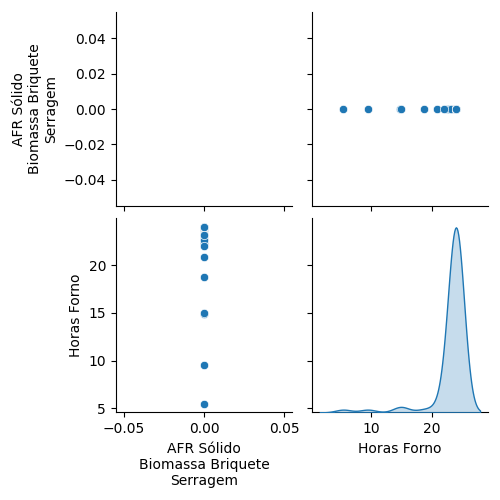 0.04
0.02
0.00
−0.02
−0.04
AFR Sólido
Biomassa Briquete
Serragem
20
15
10
5
Horas Forno
−0.05
0.00
0.05
AFR Sólido
Biomassa Briquete
Serragem
10
20
Horas Forno